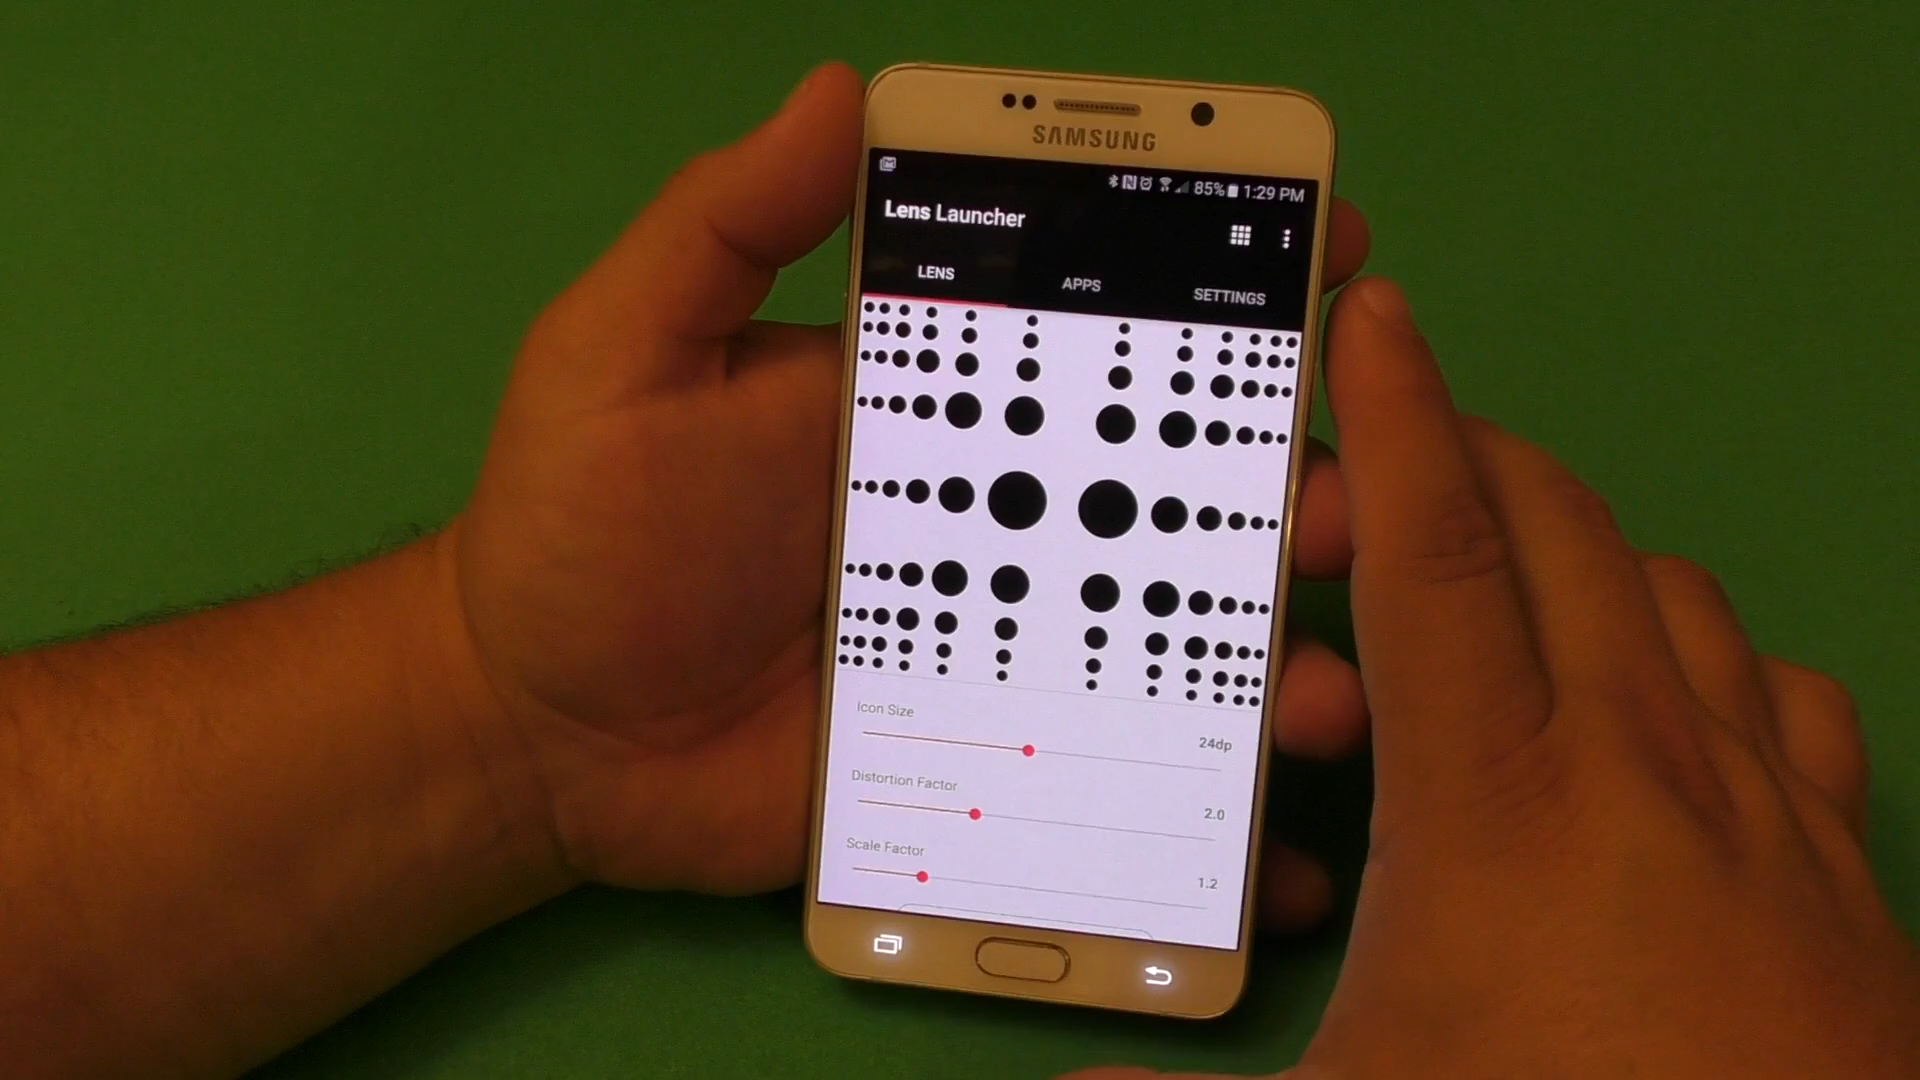 SAMSUNG
85% 1:29 PM
Lens Launcher
LENS APPS SETTINGS
Icon Size
24dp
Distortion Factor
2.0
Scale Factor
1.2